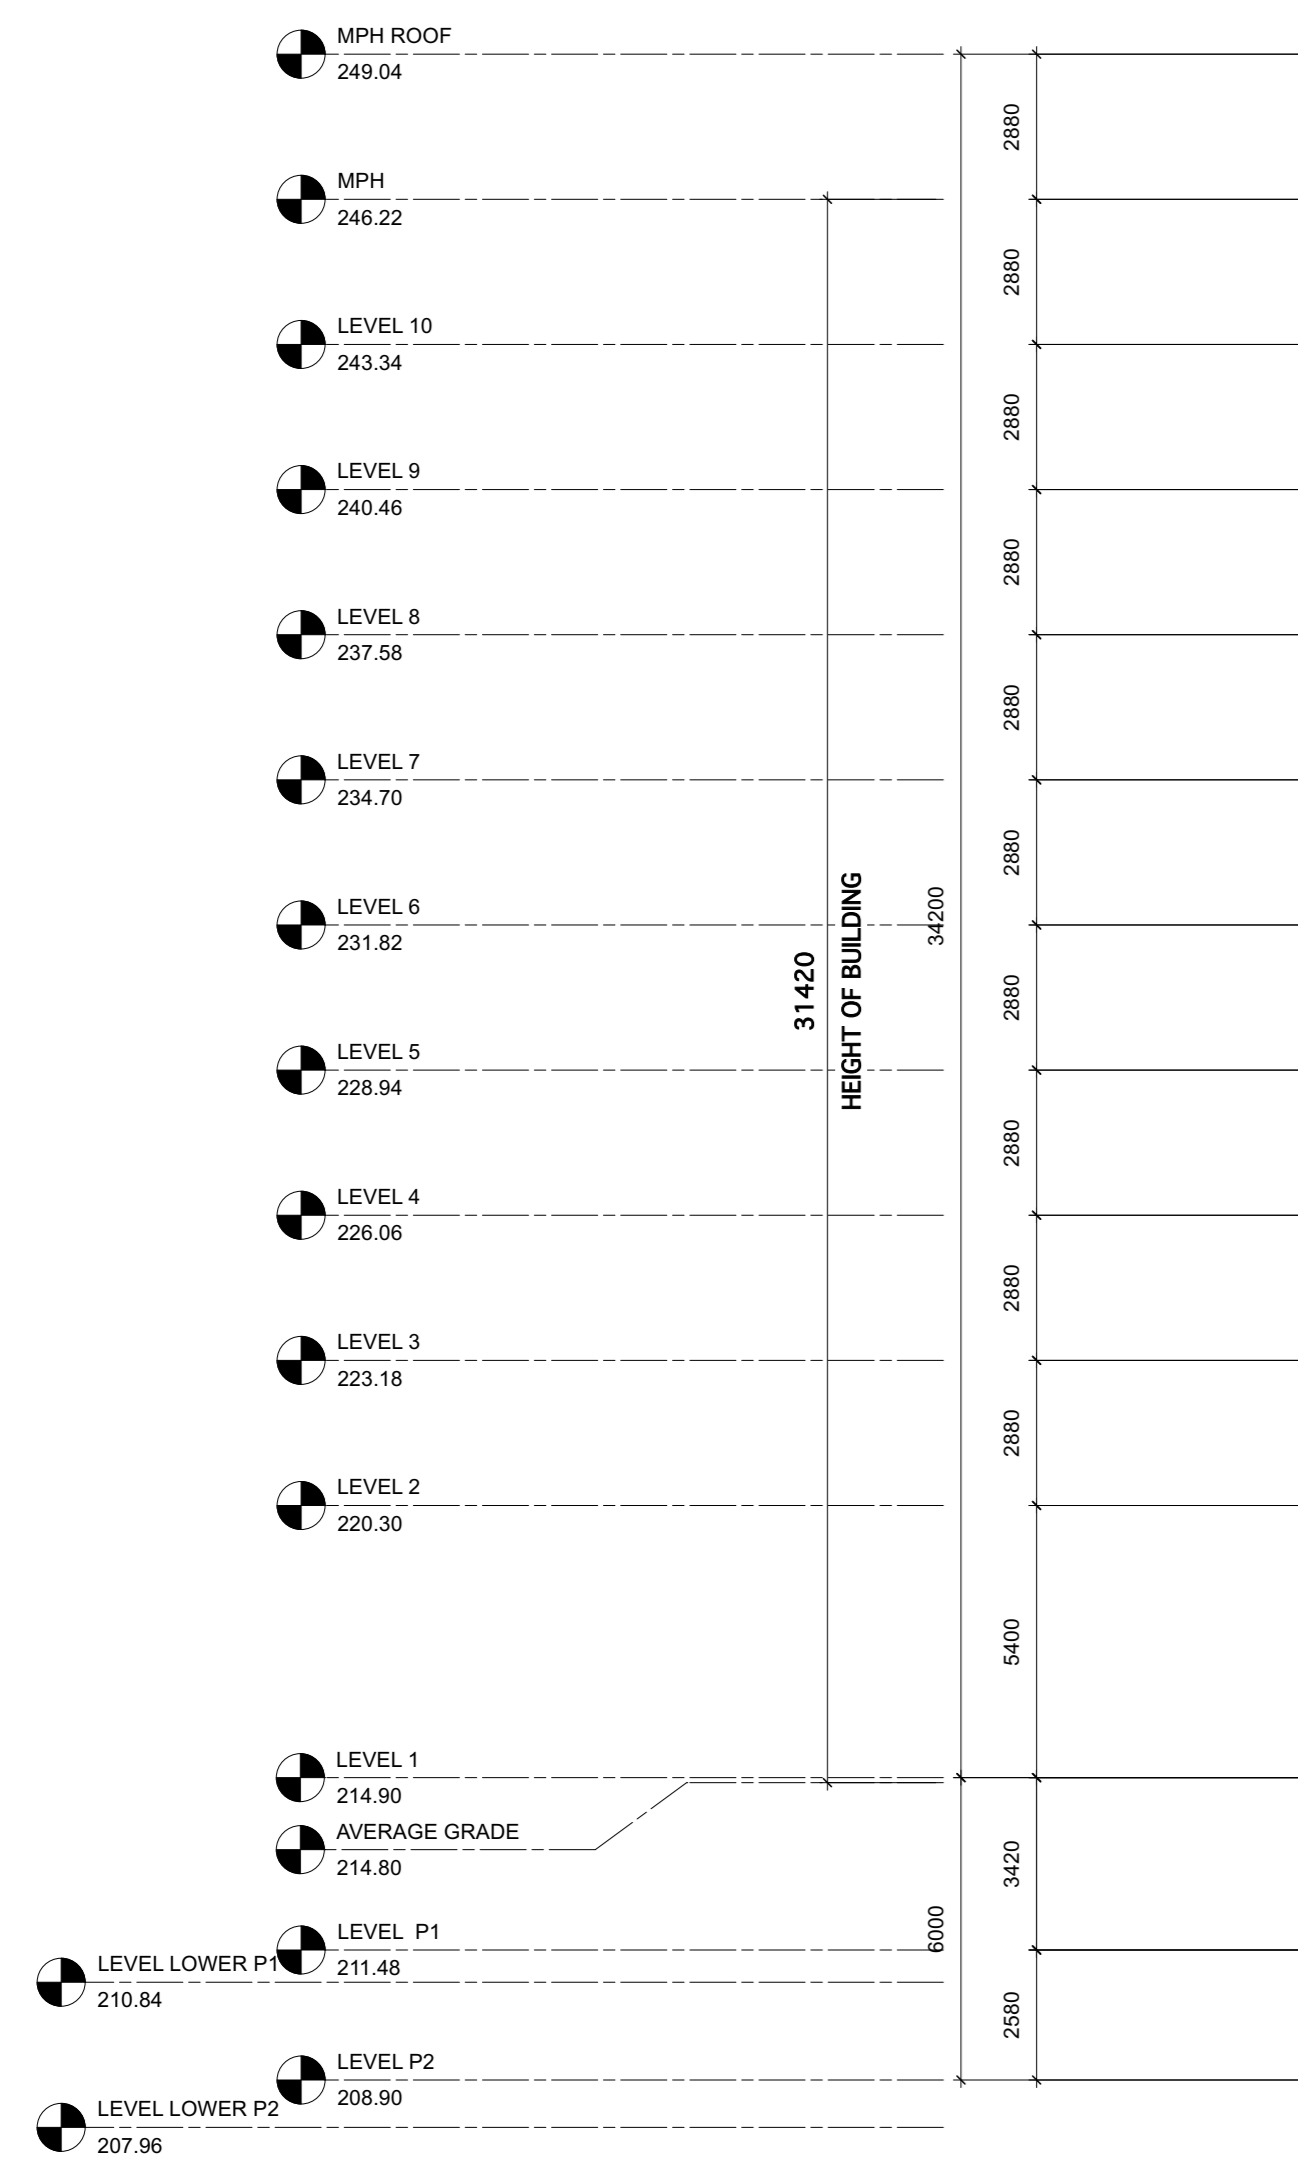 MPH ROOF
249.04
2880
MPH
246.22
2880
LEVEL 10
243.34
2880
LEVEL 9
240.46
2880
LEVEL 8
237.58
2880
LEVEL 7
234.70
2880
LEVEL 6
231.82
31420
HEIGHT OF BUILDING
34200
2880
LEVEL 5
228.94
2880
LEVEL 4
226.06
2880
LEVEL 3
223.18
2880
LEVEL 2
220.30
5400
LEVEL 1
214.90
AVERAGE GRADE
214.80
3420
LEVEL P1
211.48
6000
LEVEL LOWER P1
210.84
2580
LEVEL P2
208.90
LEVEL LOWER P2
207.96